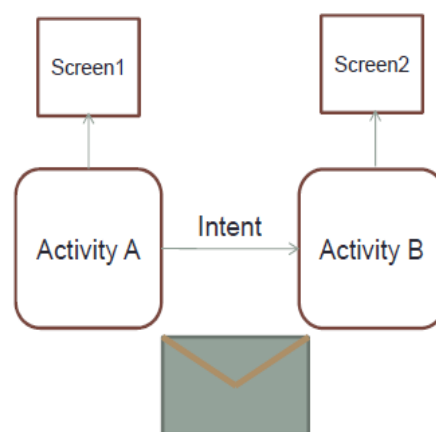 Screen1
Screen2
Intent
Activity A
Activity B